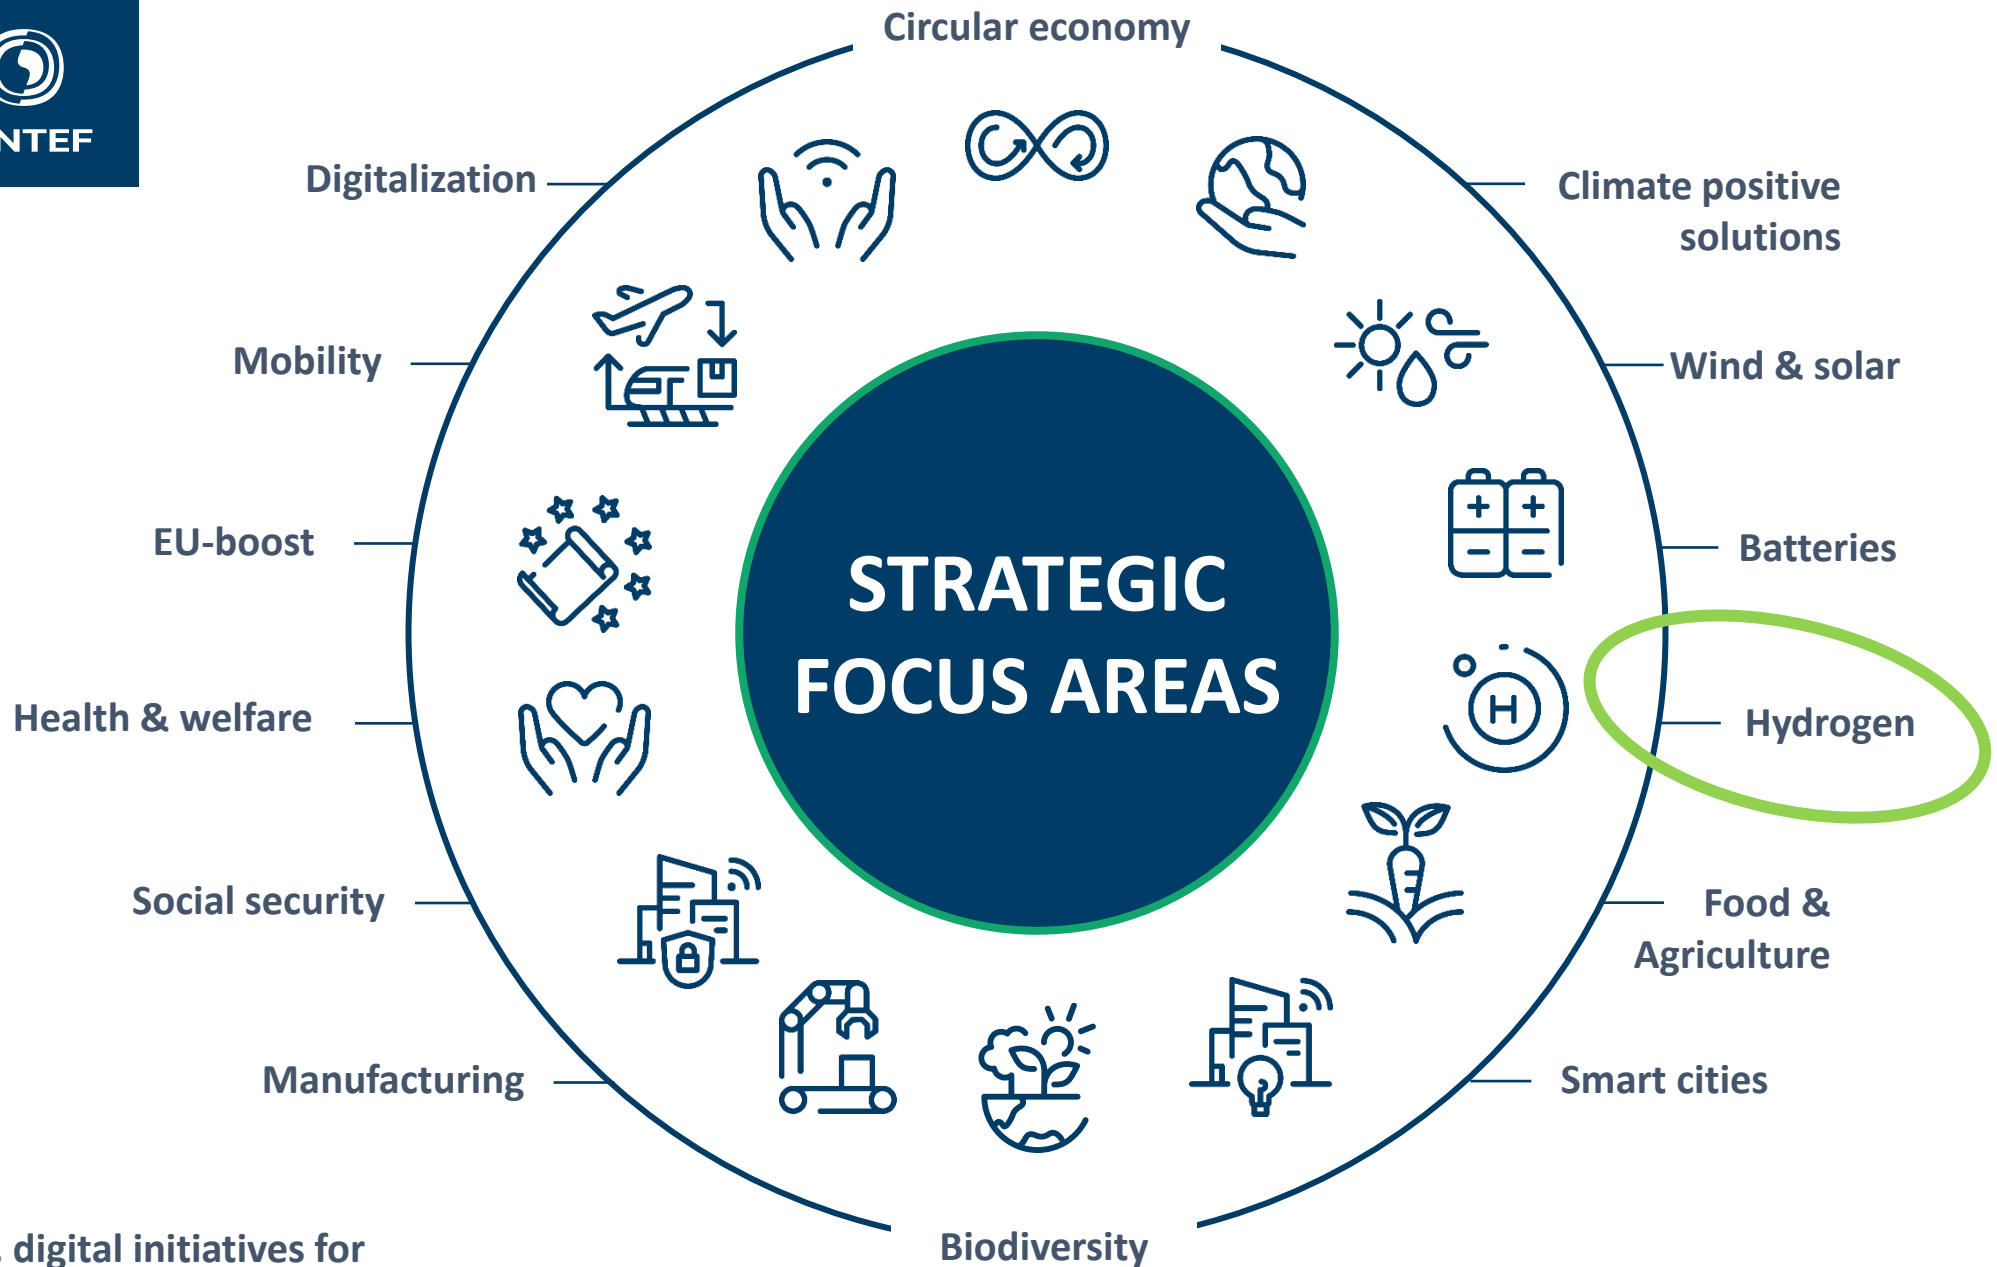 Circular economy
NTEF
Digitalization
Climate positive
solutions
Mobility
Wind & solar
EU-boost
Batteries
STRATEGIC
FOCUS AREAS
Health & welfare
H
Hydrogen
Social security
Food &
Agriculture
Manufacturing
Smart cities
digital initiatives for
Biodiversity